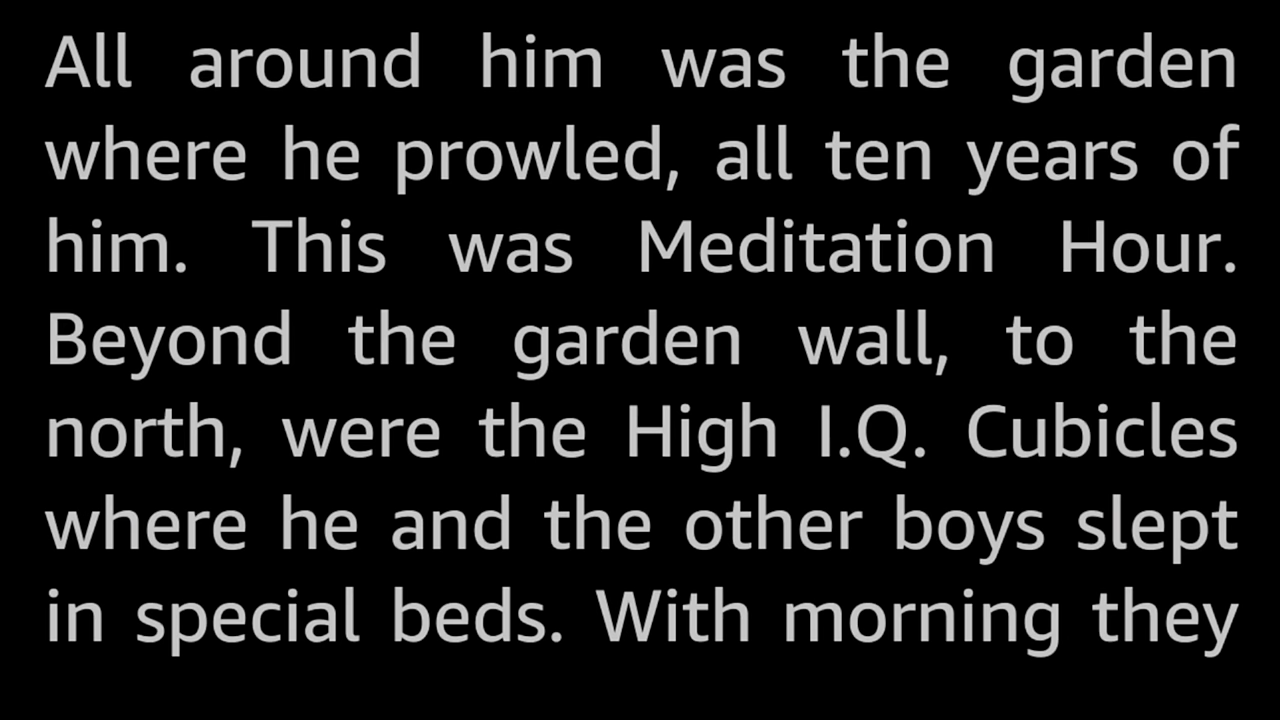 All around him was the garden
where he prowled, all ten years of
him. This was Meditation Hour.
Beyond the garden wall, to the
north, were the High I.Q. Cubicles
where he and the other boys slept
in special beds. With morning they